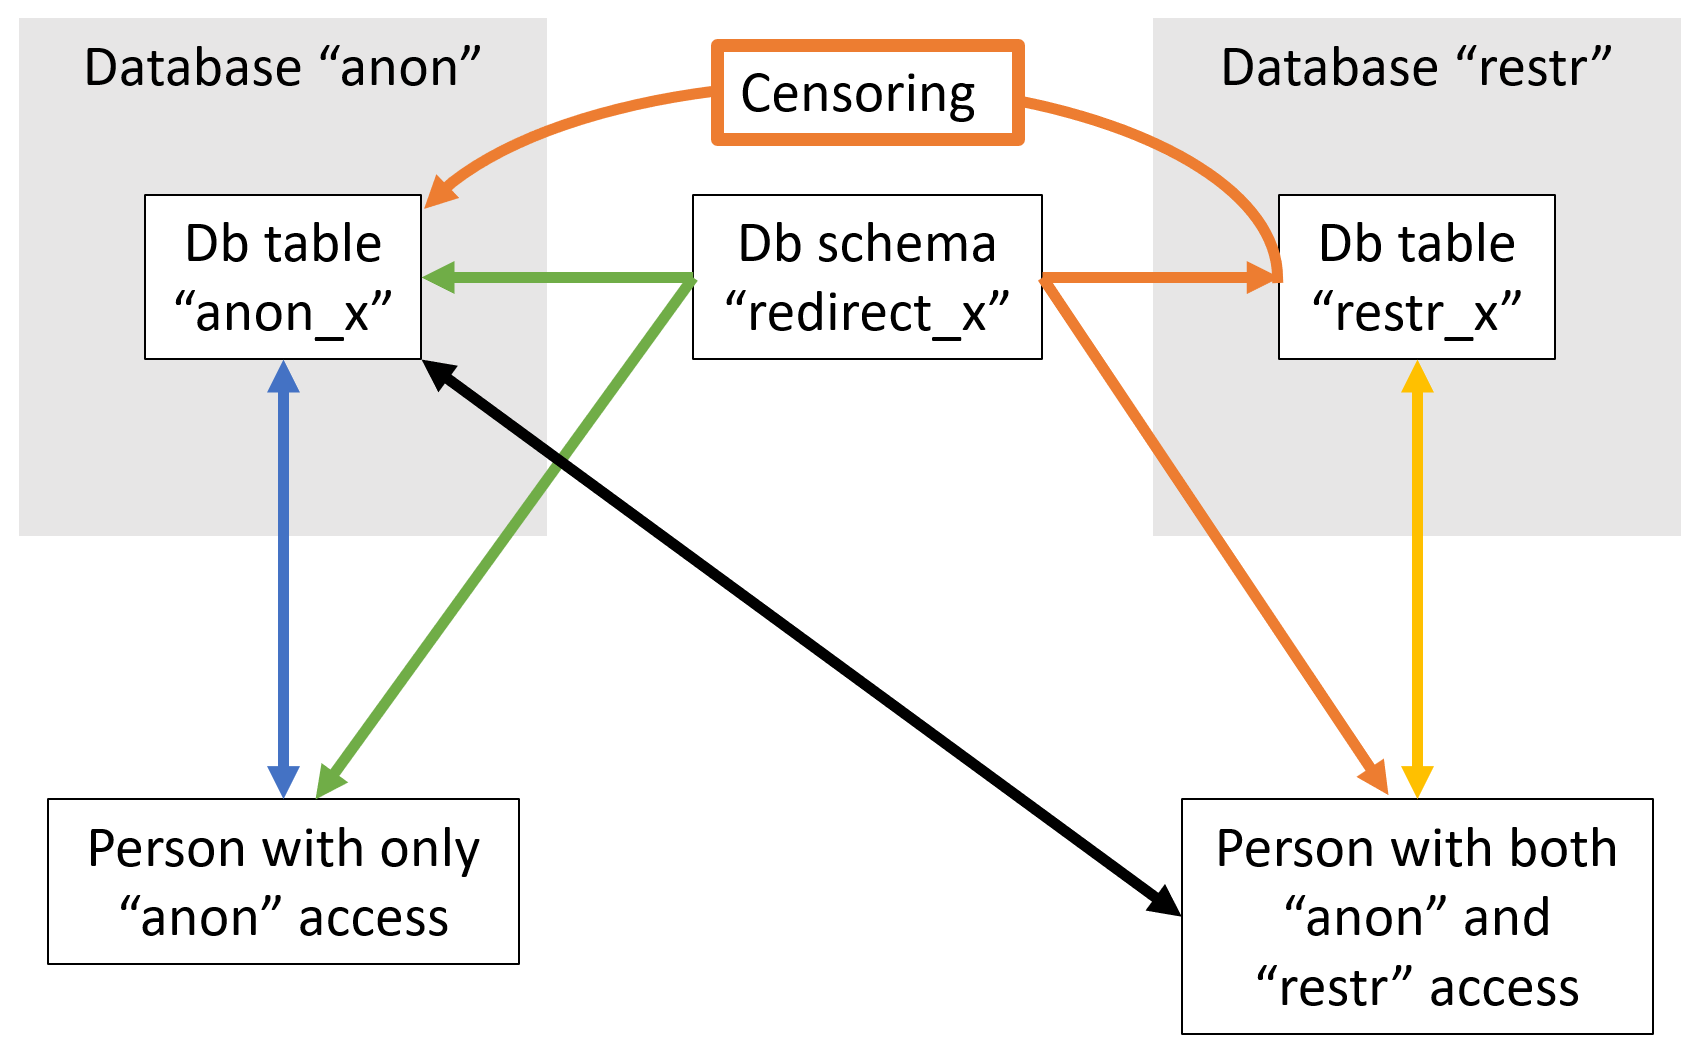 Database “anon”
Censoring
Database “restr”
Db table
“anon_x”
Db schema
“redirect_x”
Db table
“restr_x”
Person with only
“anon” access
Person with both
“anon” and
“restr” access